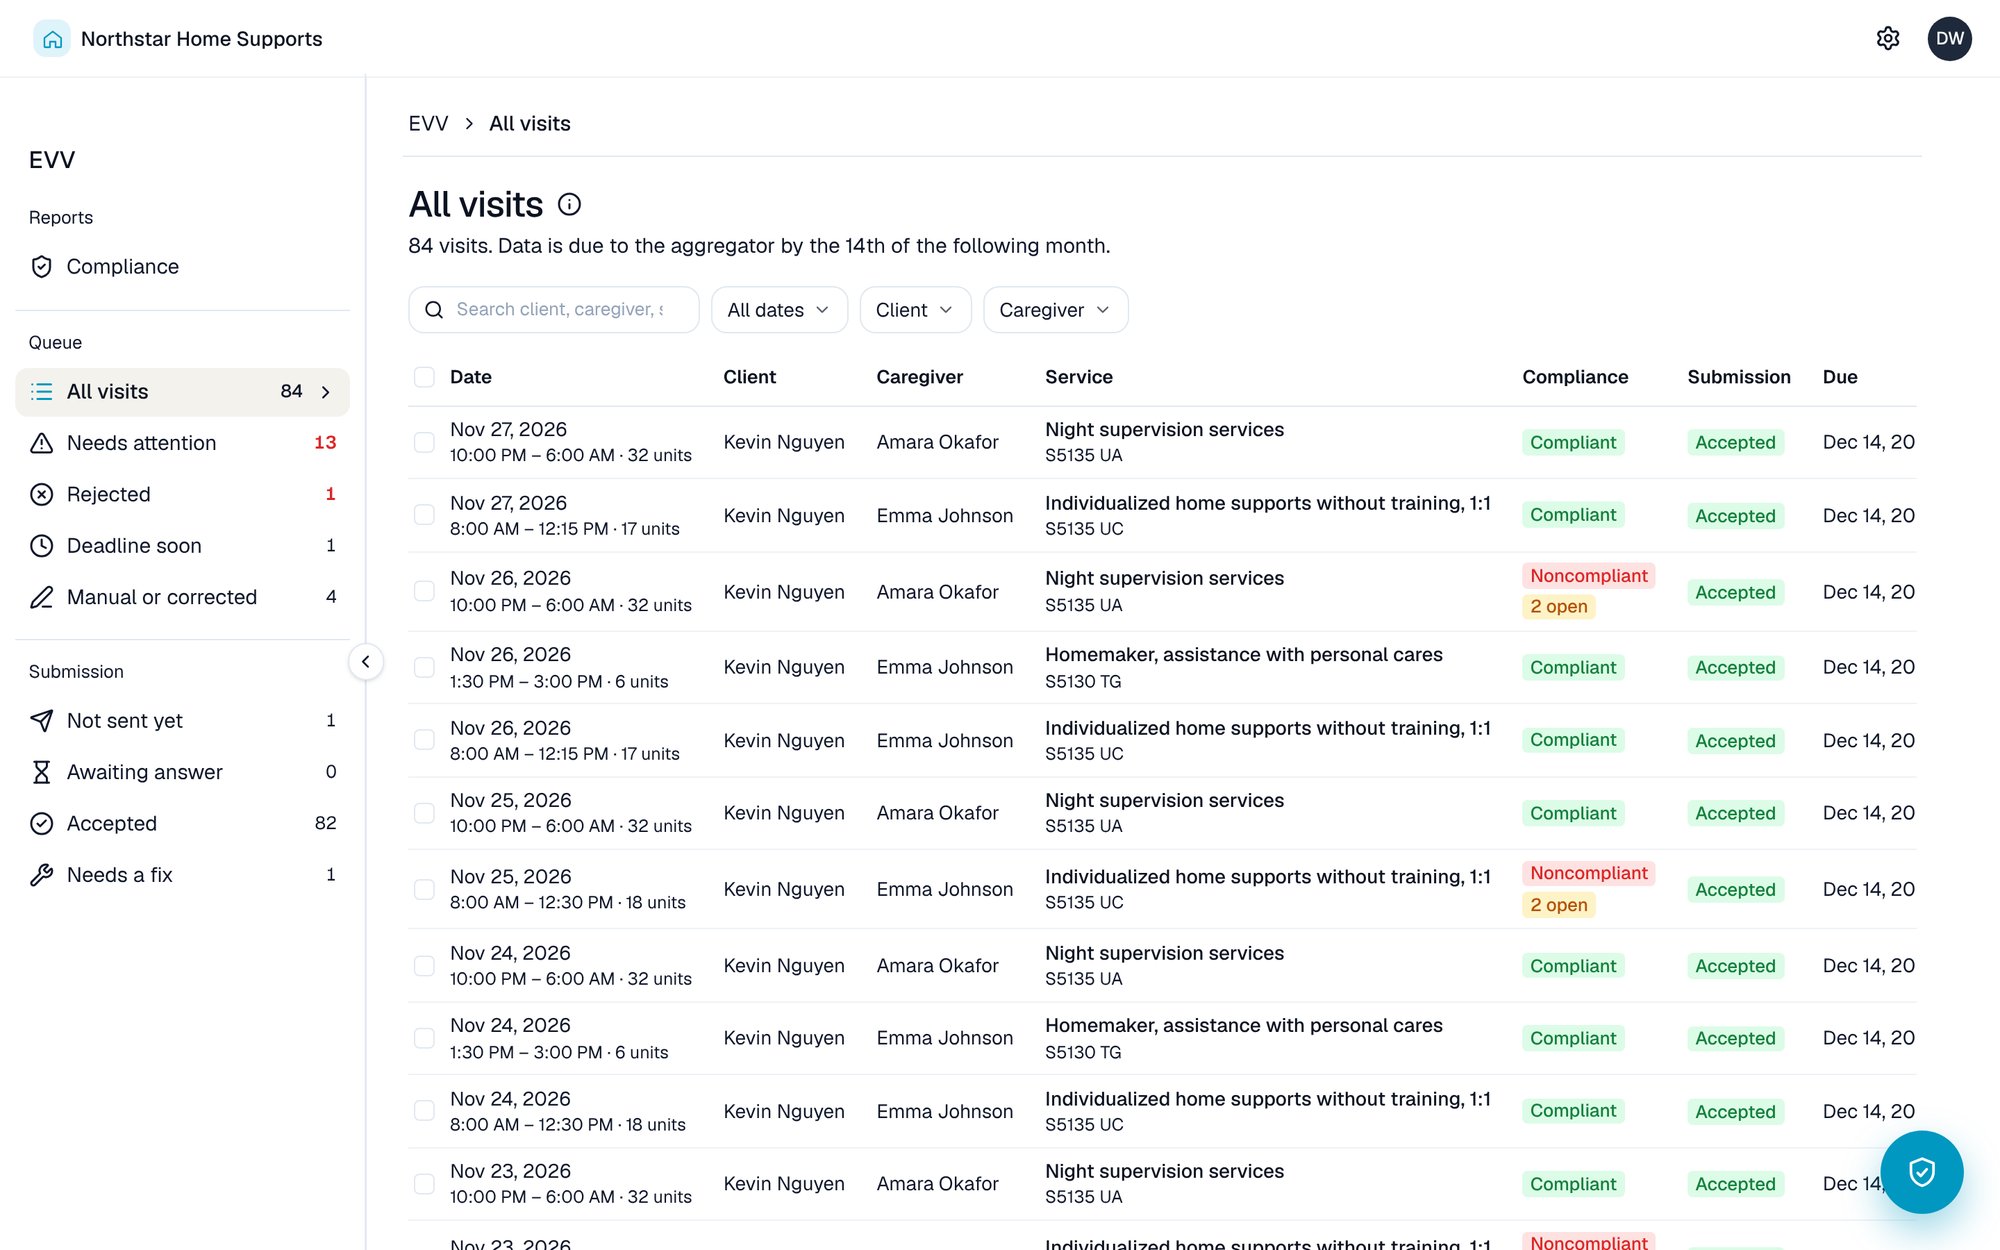 Northstar Home Supports
DW
EVV
Reports
Compliance
Queue
All visits 84
Needs attention 13
Rejected 1
Deadline soon 1
Manual or corrected 4
Submission
Not sent yet 1
Awaiting answer 0
Accepted 82
Needs a fix 1
EVV > All visits
All visits
84 visits. Data is due to the aggregator by the 14th of the following month.
Search client, caregiver, s
All dates
Client
Caregiver
Date Client Caregiver Service Compliance Submission Due
Nov 27, 2026
10:00 PM – 6:00 AM · 32 units
Kevin Nguyen
Amara Okafor
Night supervision services
S5135 UA
Compliant
Accepted
Dec 14, 20
Nov 27, 2026
8:00 AM – 12:15 PM · 17 units
Kevin Nguyen
Emma Johnson
Individualized home supports without training, 1:1
S5135 UC
Compliant
Accepted
Dec 14, 20
Nov 26, 2026
10:00 PM – 6:00 AM · 32 units
Kevin Nguyen
Amara Okafor
Night supervision services
S5135 UA
Noncompliant
2 open
Accepted
Dec 14, 20
Nov 26, 2026
1:30 PM – 3:00 PM · 6 units
Kevin Nguyen
Emma Johnson
Homemaker, assistance with personal cares
S5130 TG
Compliant
Accepted
Dec 14, 20
Nov 26, 2026
8:00 AM – 12:15 PM · 17 units
Kevin Nguyen
Emma Johnson
Individualized home supports without training, 1:1
S5135 UC
Compliant
Accepted
Dec 14, 20
Nov 25, 2026
10:00 PM – 6:00 AM · 32 units
Kevin Nguyen
Amara Okafor
Night supervision services
S5135 UA
Compliant
Accepted
Dec 14, 20
Nov 25, 2026
8:00 AM – 12:30 PM · 18 units
Kevin Nguyen
Emma Johnson
Individualized home supports without training, 1:1
S5135 UC
Noncompliant
2 open
Accepted
Dec 14, 20
Nov 24, 2026
10:00 PM – 6:00 AM · 32 units
Kevin Nguyen
Amara Okafor
Night supervision services
S5135 UA
Compliant
Accepted
Dec 14, 20
Nov 24, 2026
1:30 PM – 3:00 PM · 6 units
Kevin Nguyen
Emma Johnson
Homemaker, assistance with personal cares
S5130 TG
Compliant
Accepted
Dec 14, 20
Nov 24, 2026
8:00 AM – 12:30 PM · 18 units
Kevin Nguyen
Emma Johnson
Individualized home supports without training, 1:1
S5135 UC
Compliant
Accepted
Dec 14, 20
Nov 23, 2026
10:00 PM – 6:00 AM · 32 units
Kevin Nguyen
Amara Okafor
Night supervision services
S5135 UA
Compliant
Accepted
Dec 14,
Nov 23, 2026
Individualized home supports without training, 1:1
Noncompliant